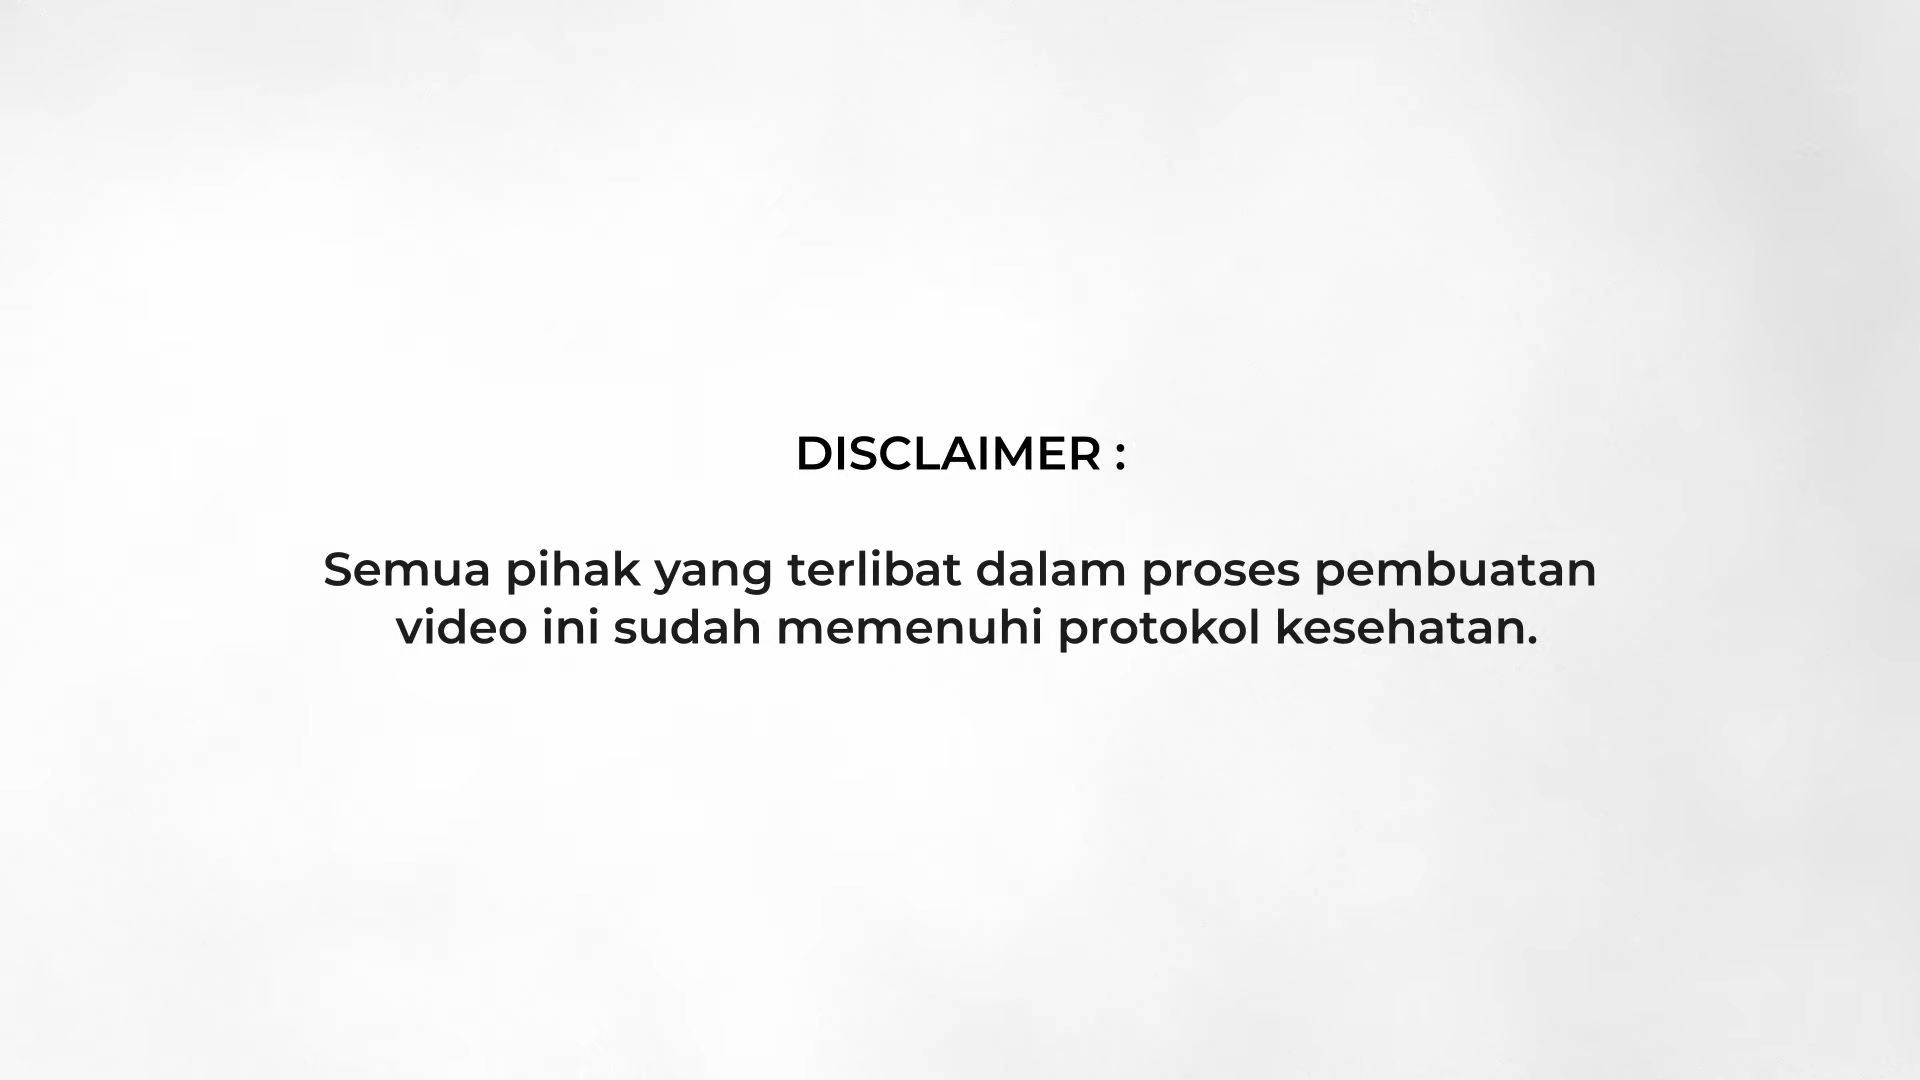 DISCLAIMER :
Semua pihak yang terlibat dalam proses pembuatan
video ini sudah memenuhi protokol kesehatan.